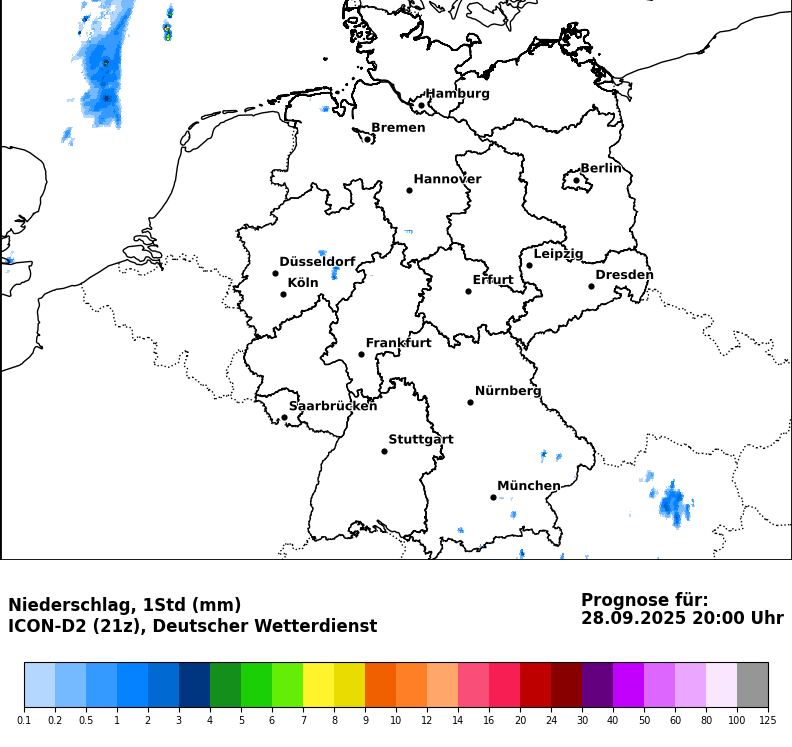 Hamburg
Bremen
Berlin
Hannover
Leipzig
Düsseldorf
Dresden
Köln
Erfurt
Frankfurt
Nürnberg
Saarbrücken
Stuttgart
München
Niederschlag, 1Std (mm)
ICON-D2 (21z), Deutscher Wetterdienst
Prognose für:
28.09.2025 20:00 Uhr
0.1 0.2 0.5 1 2 3 4 5 6 7 8 9 10 12 14 16 20 24 30 40 50 60 80 100 125